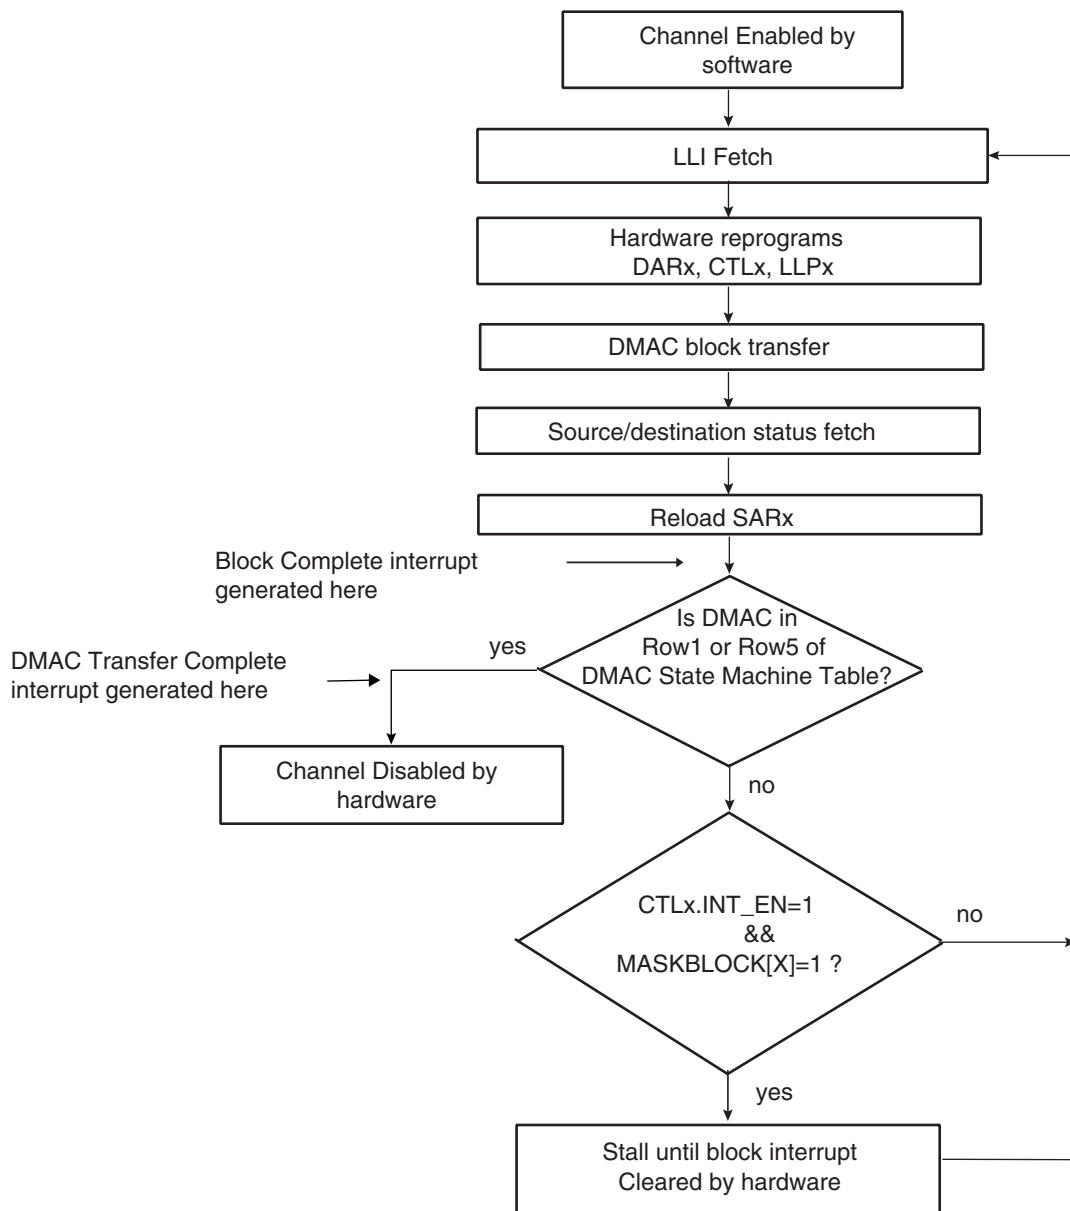 Channel Enabled by
software
LLI Fetch
Hardware reprograms
DARx, CTLx, LLPx
DMAC block transfer
Source/destination status fetch
Reload SARx
Block Complete interrupt
generated here
Is DMAC in
Row1 or Row5 of
DMAC State Machine Table?
yes
DMAC Transfer Complete
interrupt generated here
Channel Disabled by
hardware
no
CTLx.INT_EN=1
&&
MASKBLOCK[X]=1 ?
no
yes
Stall until block interrupt
Cleared by hardware